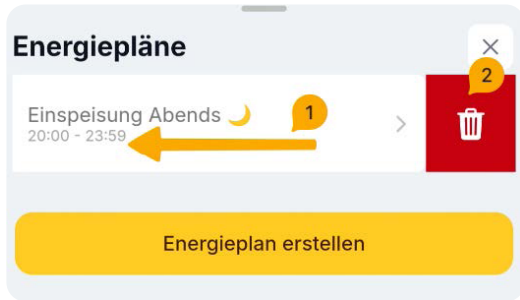 Energiepläne
2
Einspeisung Abends 🌙
1
20:00 - 23:59
Energieplan erstellen